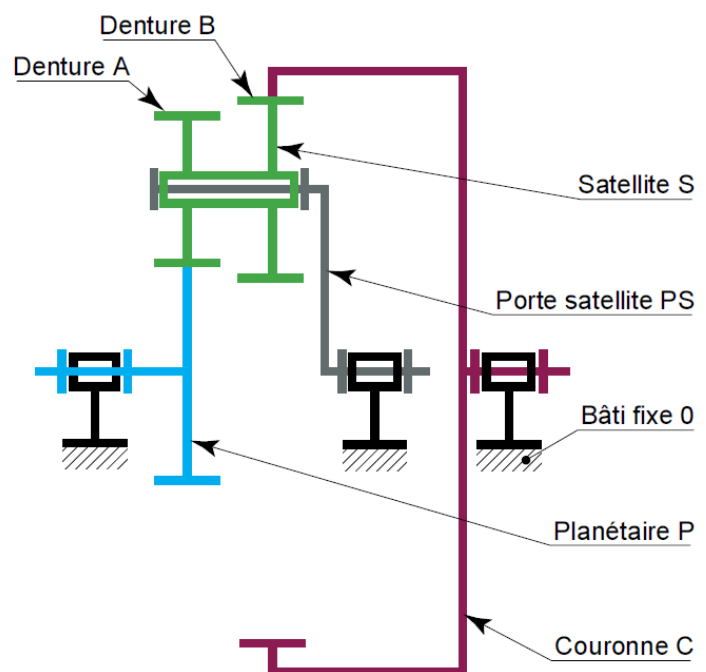 Denture B
Denture A
Satellite S
Porte satellite PS
Bâti fixe 0
Planétaire P
Couronne C